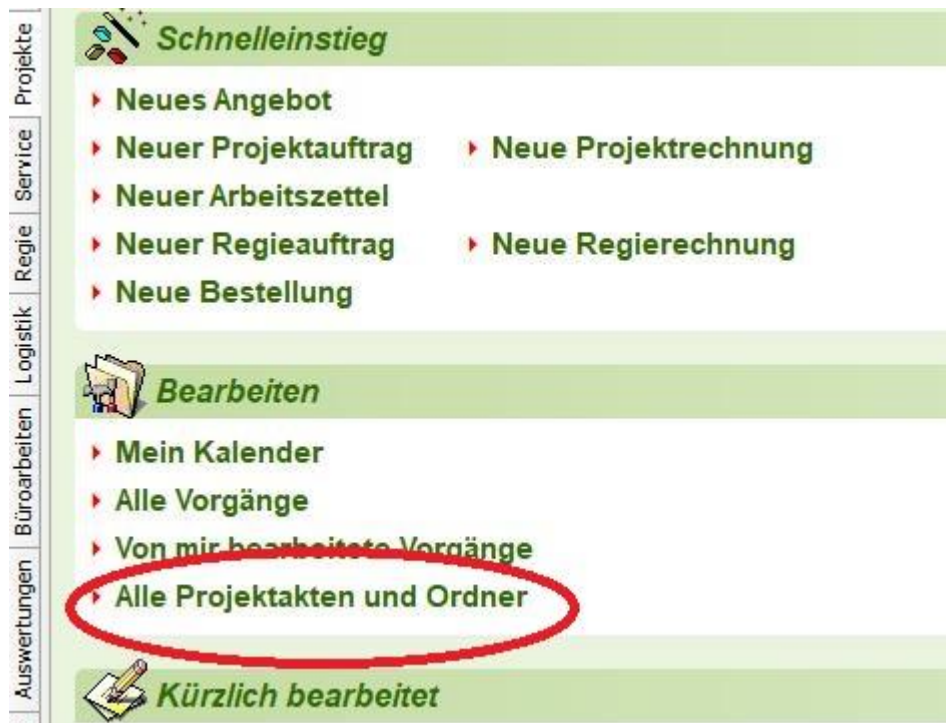 Projekte
Service
Regie
Logistik
Büroarbeiten
Auswertungen
Schnelleinstieg
Neues Angebot
Neuer Projektauftrag Neue Projektrechnung
Neuer Arbeitszettel
Neuer Regieauftrag Neue Regierechnung
Neue Bestellung
Bearbeiten
Mein Kalender
Alle Vorgänge
Von mir bearbeitete Vorgänge
Alle Projektakten und Ordner
Kürzlich bearbeitet